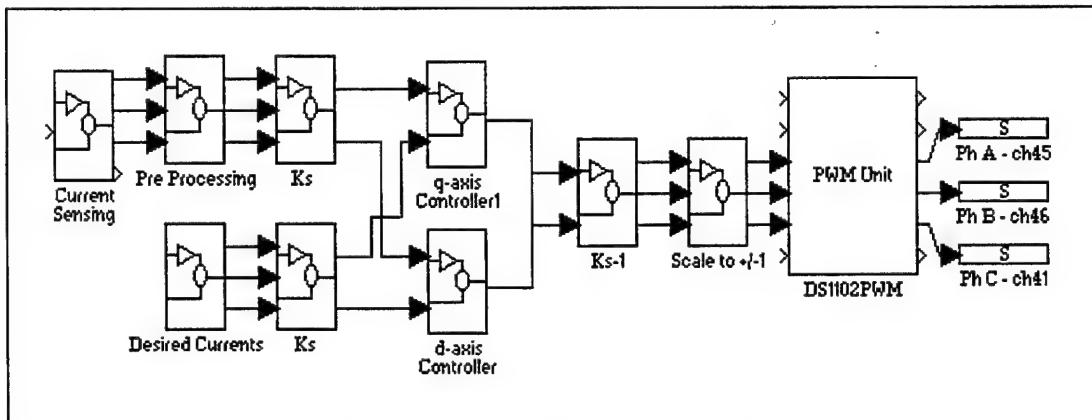 Current
Sensing
Pre Processing
Ks
q-axis
Controller1
Desired Currents
Ks
d-axis
Controller
Ks-1
Scale to +/-1
PWM Unit
DS1102PWM
S
Ph A - ch45
S
Ph B - ch46
S
Ph C - ch41